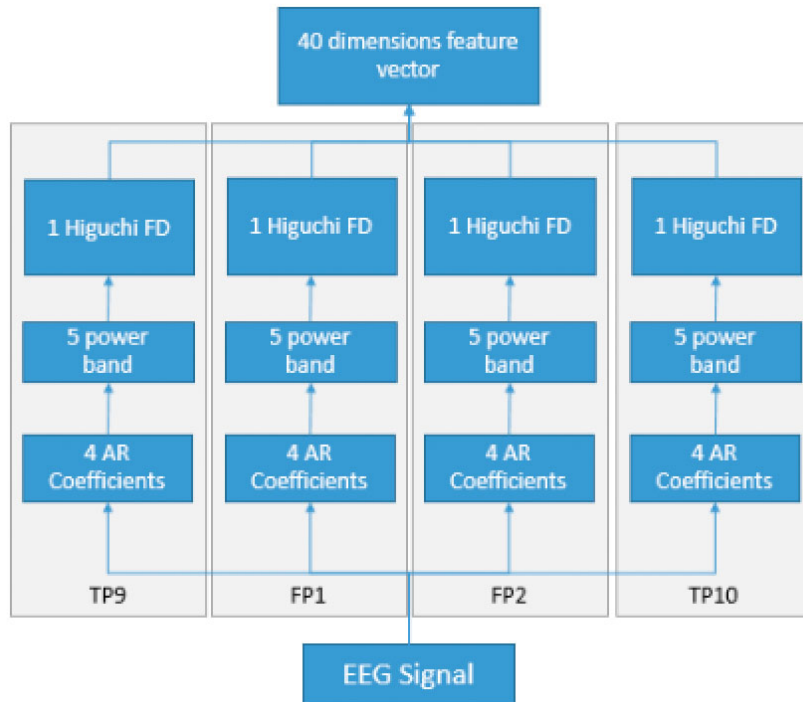 40 dimensions feature
vector
1 Higuchi FD
1 Higuchi FD
1 Higuchi FD
1 Higuchi FD
5 power
band
5 power
band
5 power
band
5 power
band
4 AR
Coefficients
4 AR
Coefficients
4 AR
Coefficients
4 AR
Coefficients
TP9
FP1
FP2
TP10
EEG Signal